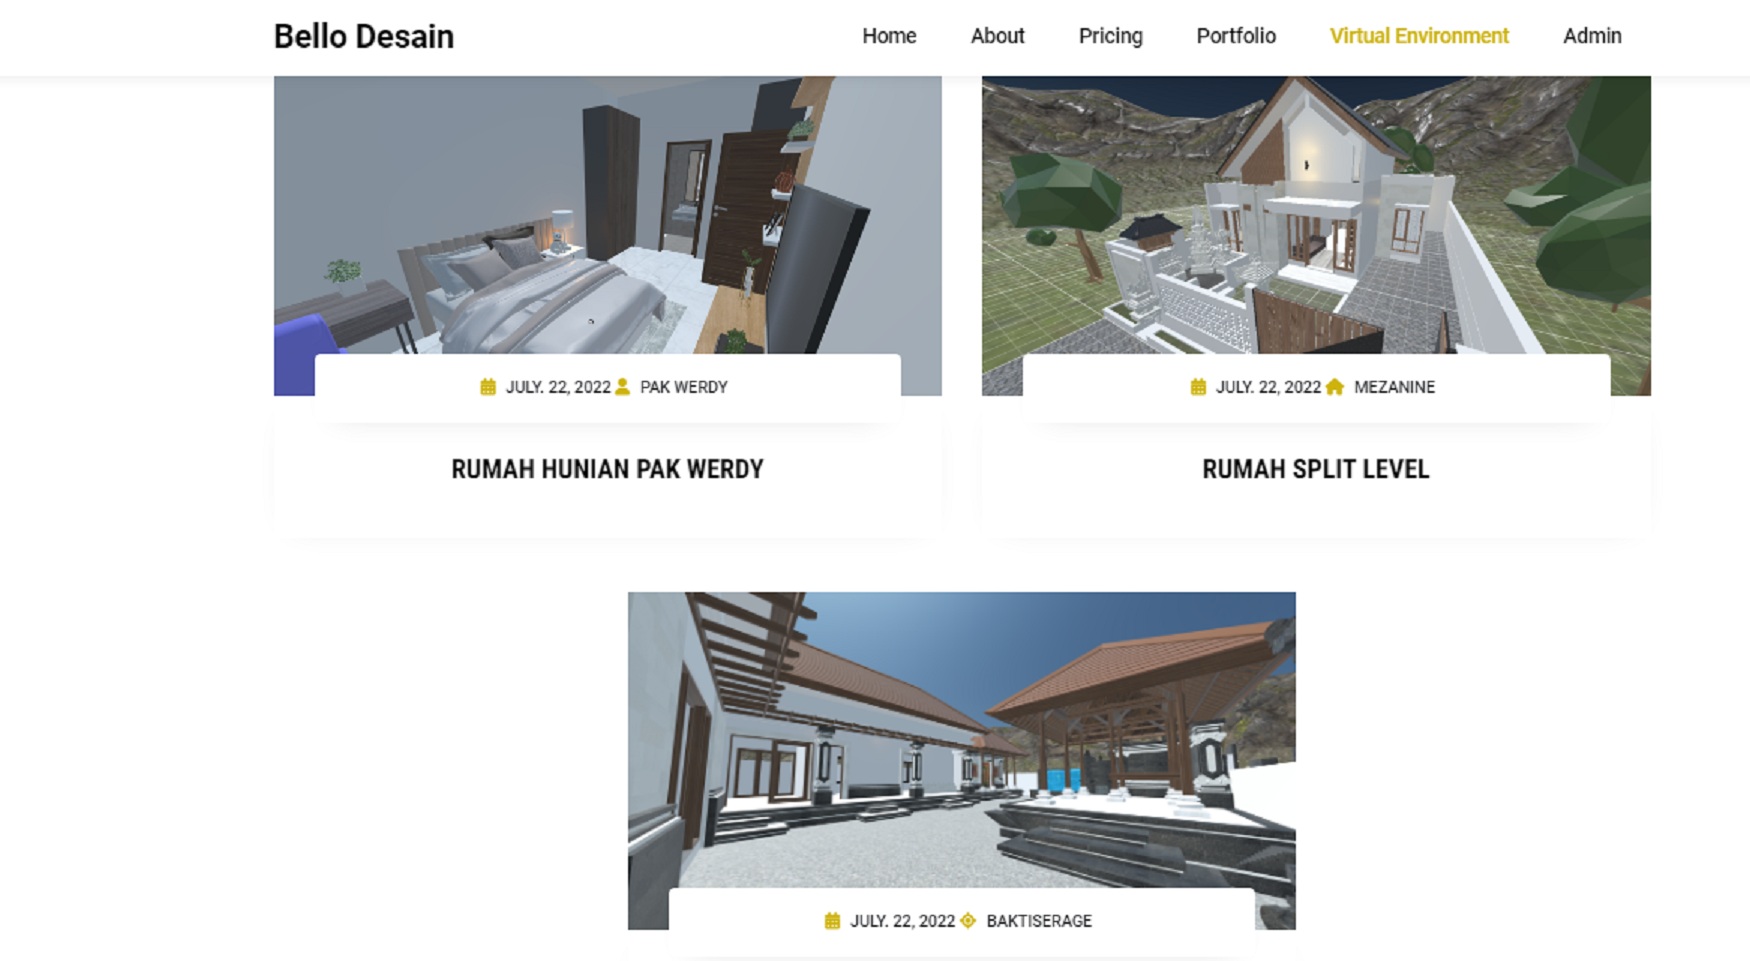 Bello Desain
Home About Pricing Portfolio Virtual Environment Admin
JULY. 22, 2022 PAK WERDY
RUMAH HUNIAN PAK WERDY
JULY. 22, 2022 MEZANINE
RUMAH SPLIT LEVEL
JULY. 22, 2022 BAKTISERAGE